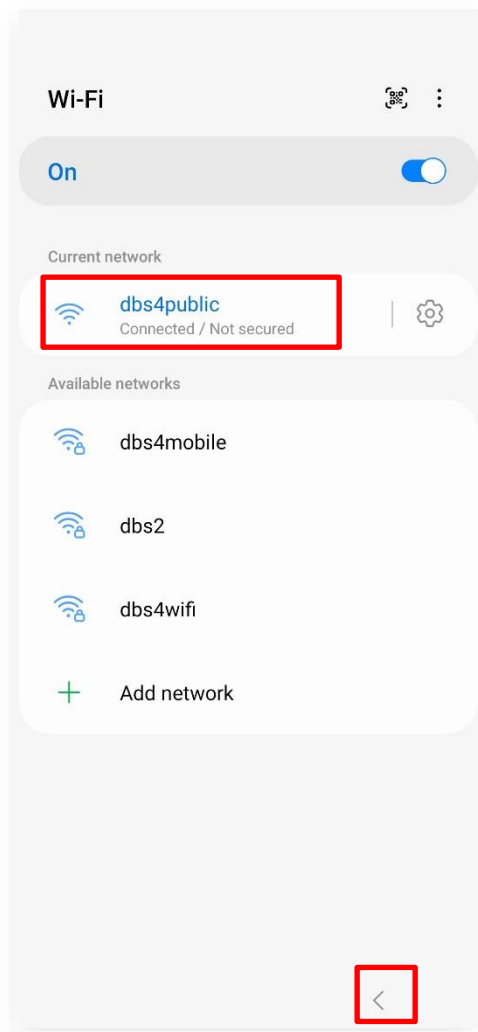 Wi-Fi
On
Current network
dbs4public
Connected / Not secured
Available networks
dbs4mobile
dbs2
dbs4wifi
Add network